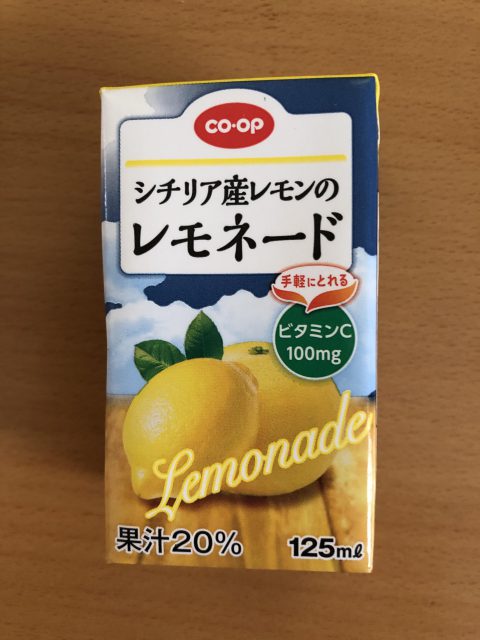 CO・OP
シチリア産レモンの
レモネード
手軽にとれる
ビタミンC
100mg
Lemonade
果汁20%
125mℓ